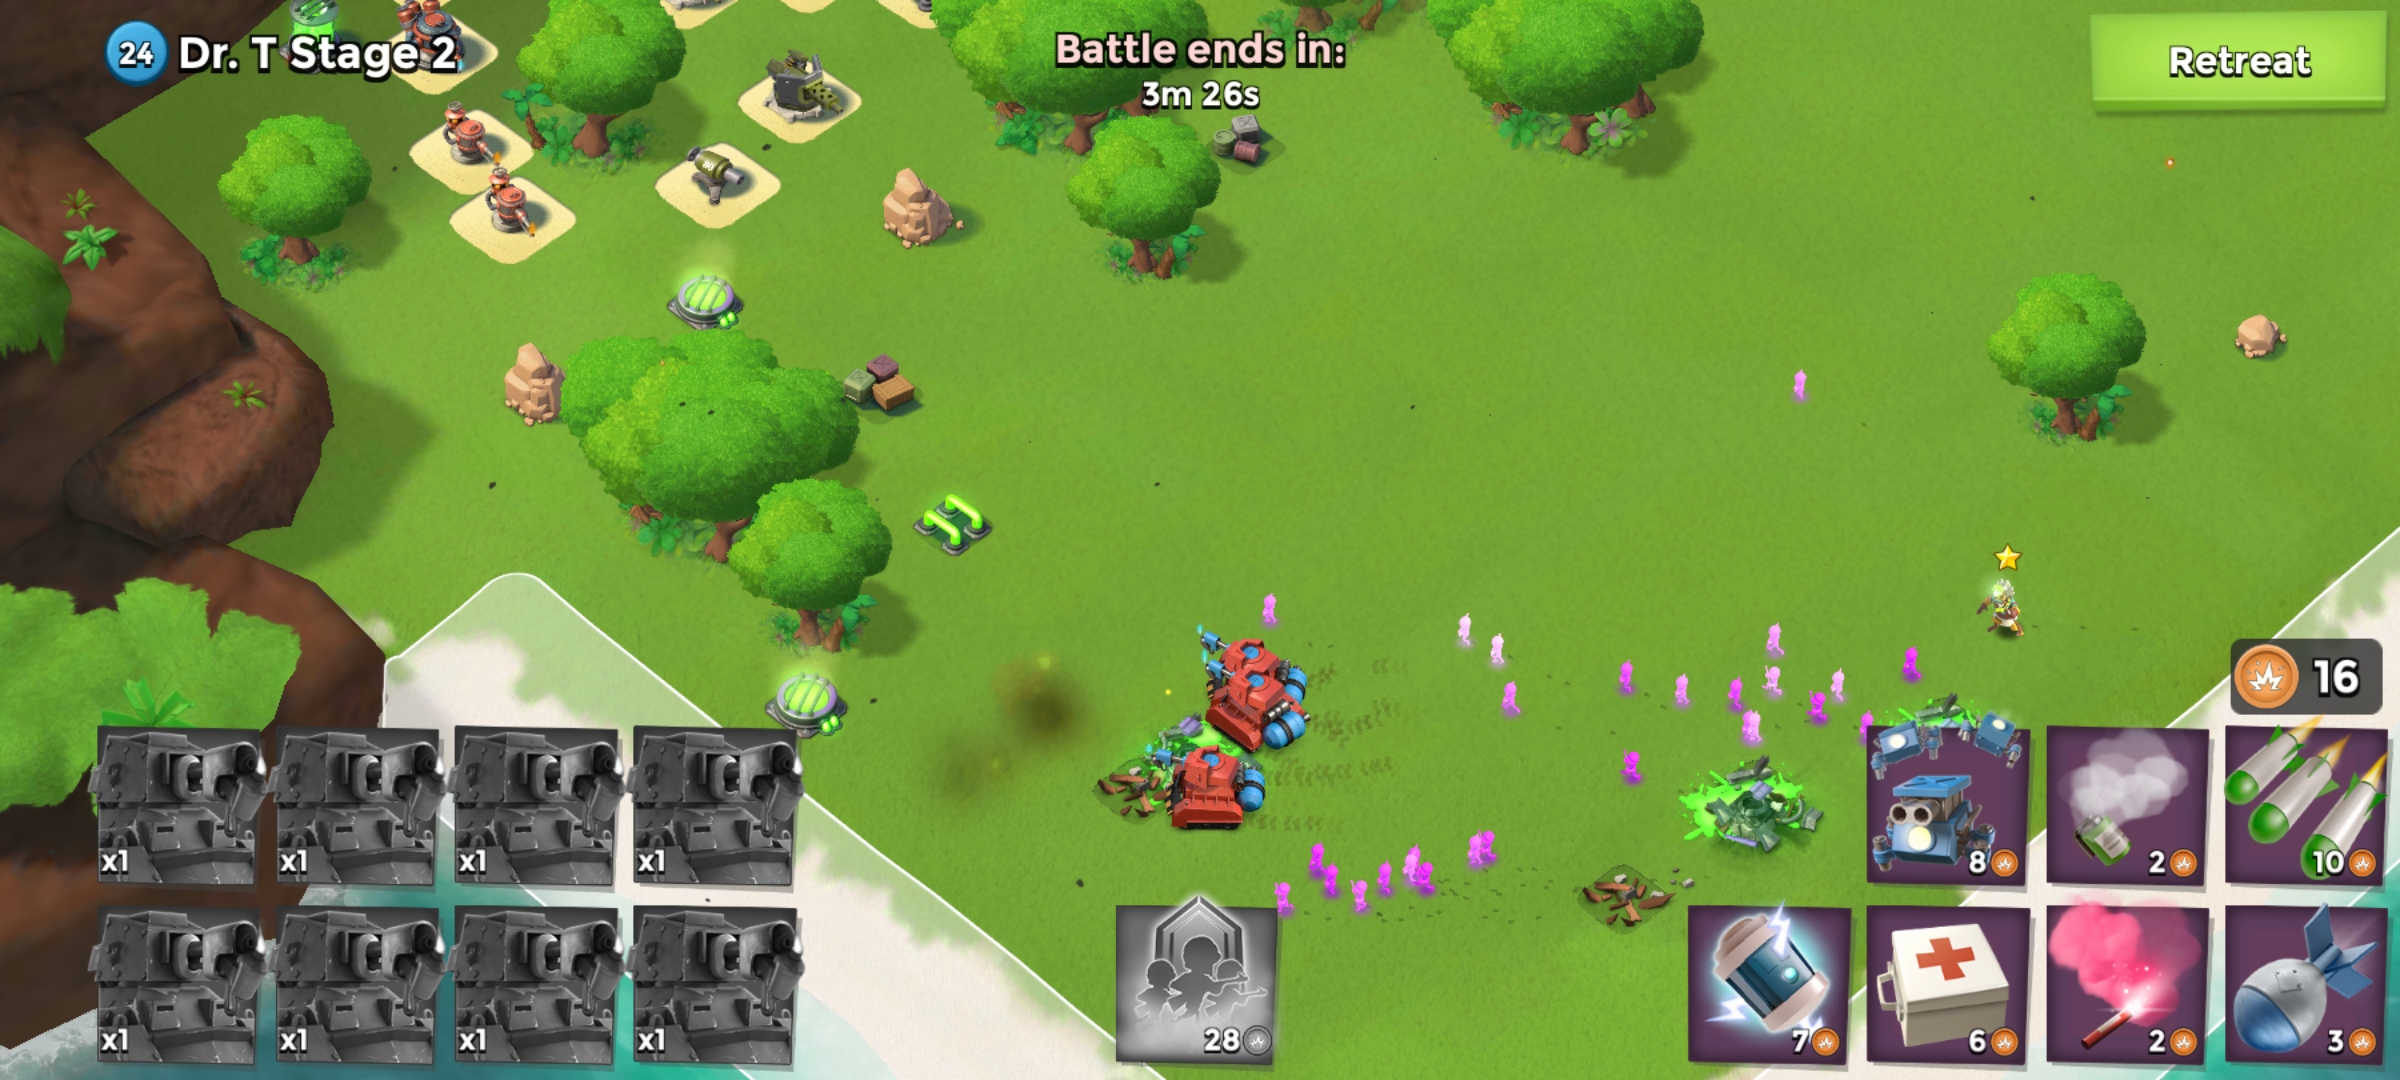 24 Dr. T Stage 2
Battle ends in:
3m 26s
Retreat
16
x1 x1 x1 x1
8 2 10
x1 x1 x1 x1
28 7 6 2 3